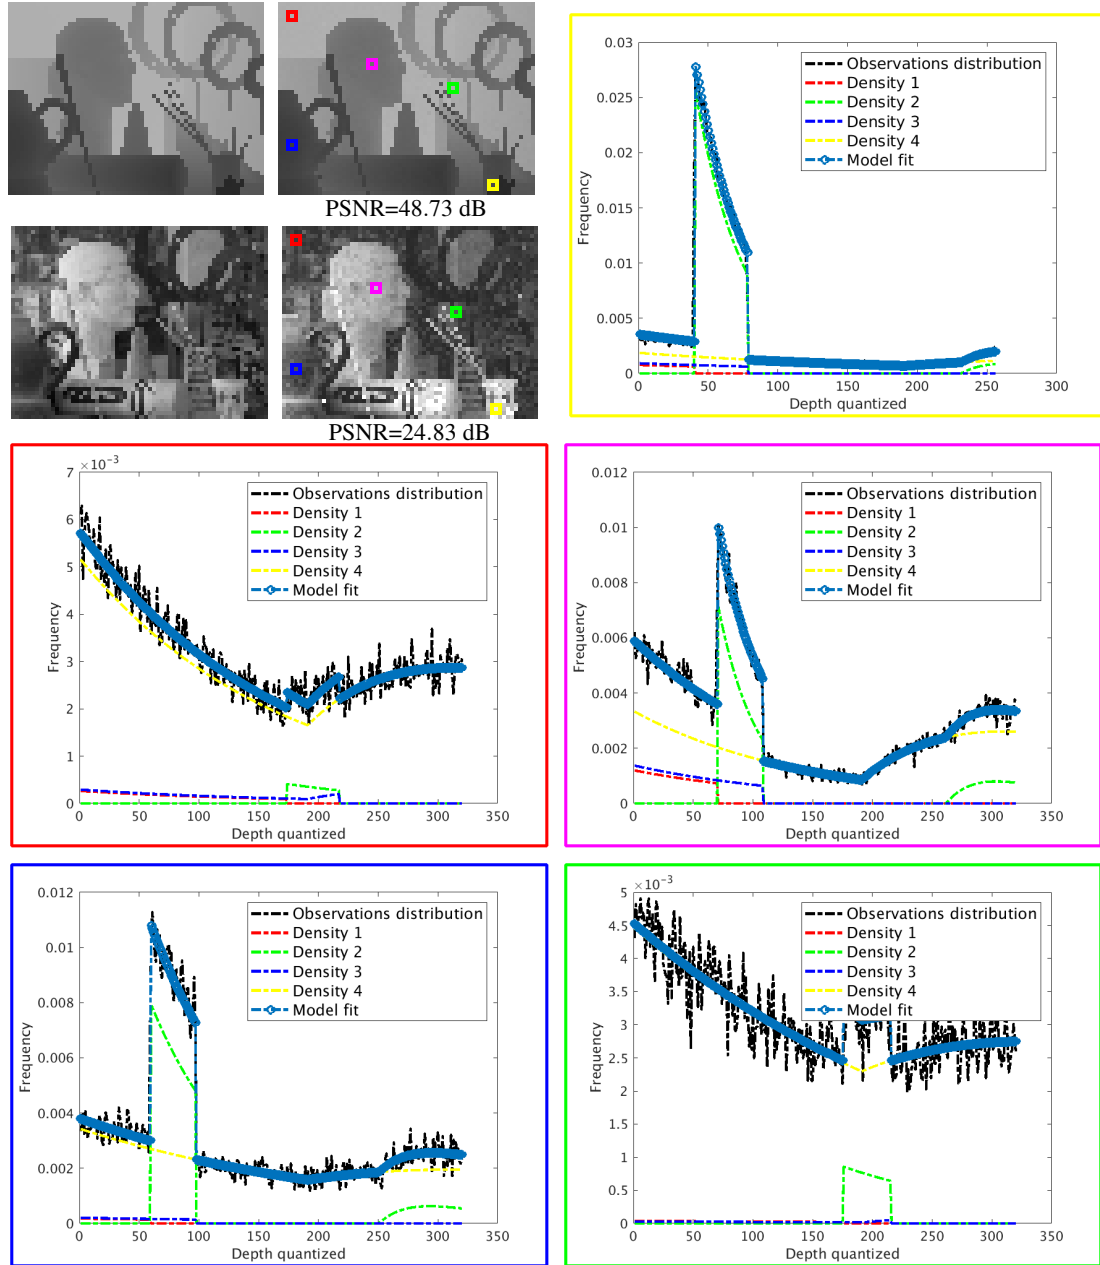 PSNR=48.73 dB
PSNR=24.83 dB
0.03
0.025
0.02
0.015
0.01
0.005
0
Frequency
Observations distribution
Density 1
Density 2
Density 3
Density 4
Model fit
0 50 100 150 200 250 300
Depth quantized
×10⁻³
7
6
5
4
3
2
1
0
Frequency
Observations distribution
Density 1
Density 2
Density 3
Density 4
Model fit
0 50 100 150 200 250 300 350
Depth quantized
0.012
0.01
0.008
0.006
0.004
0.002
0
Frequency
Observations distribution
Density 1
Density 2
Density 3
Density 4
Model fit
0 50 100 150 200 250 300 350
Depth quantized
0.012
0.01
0.008
0.006
0.004
0.002
0
Frequency
Observations distribution
Density 1
Density 2
Density 3
Density 4
Model fit
0 50 100 150 200 250 300 350
Depth quantized
×10⁻³
5
4.5
4
3.5
3
2.5
2
1.5
1
0.5
0
Frequency
Observations distribution
Density 1
Density 2
Density 3
Density 4
Model fit
0 50 100 150 200 250 300 350
Depth quantized